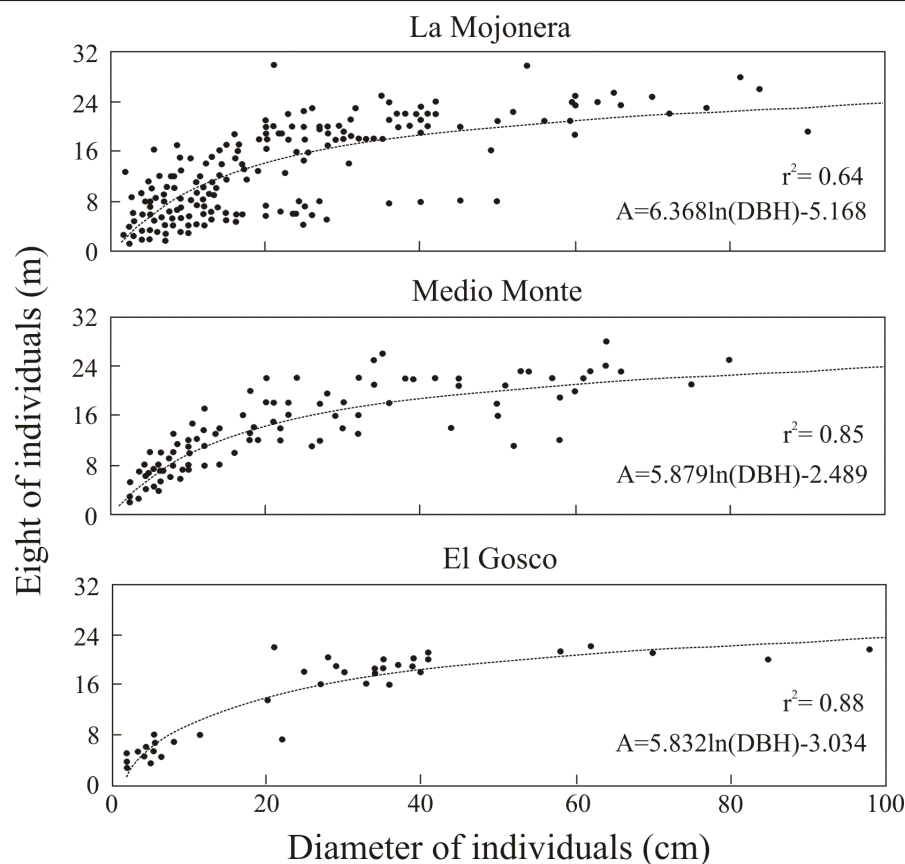 La Mojonera
32
24
16
8
0
r²= 0.64
A=6.368ln(DBH)-5.168
Medio Monte
32
24
16
8
0
r²= 0.85
A=5.879ln(DBH)-2.489
El Gosco
32
24
16
8
0
r²= 0.88
A=5.832ln(DBH)-3.034
0 20 40 60 80 100
Eight of individuals (m)
Diameter of individuals (cm)